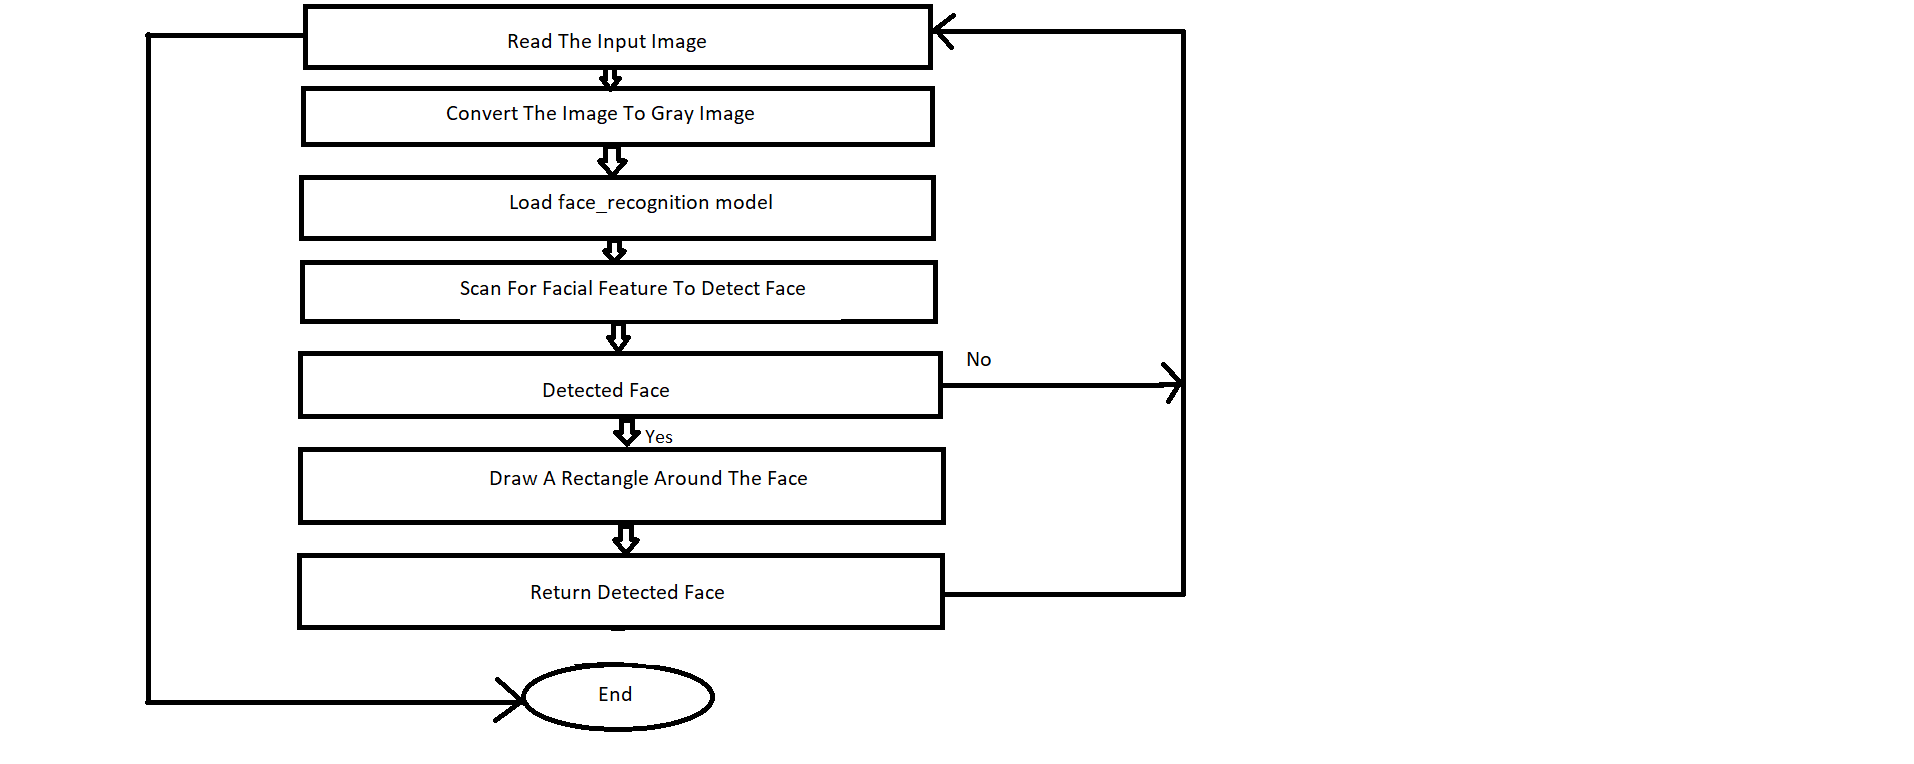 Read The Input Image
Convert The Image To Gray Image
Load face_recognition model
Scan For Facial Feature To Detect Face
No
Detected Face
Yes
Draw A Rectangle Around The Face
Return Detected Face
End